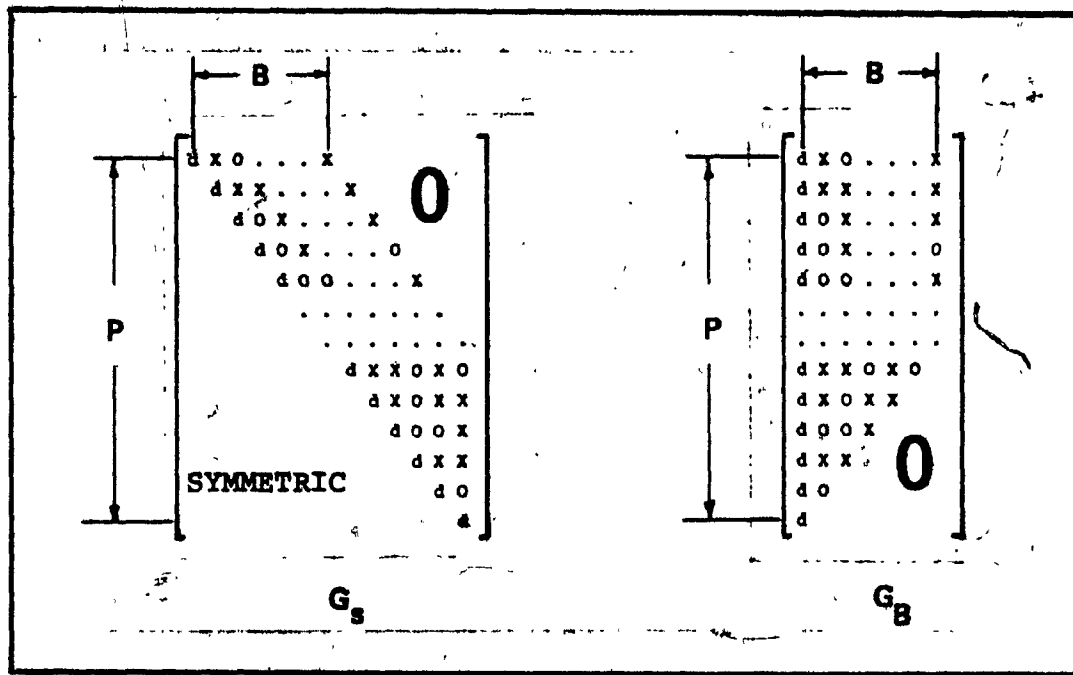 B B
d x o . . . x d x o . . . x
d x x . . . x d x x . . . x
0
d o x . . . x d o x . . . x
d o x . . . o d o x . . . o
d o o . . . x d o o . . . x
. . . . . . . . . . . . . .
P P
. . . . . . . . . . . . . .
d x x o x o d x x o x o
d x o x x d x o x x
d o o x d o o x
0
d x x d x x
SYMMETRIC
d o d o
d d
G_s G_B